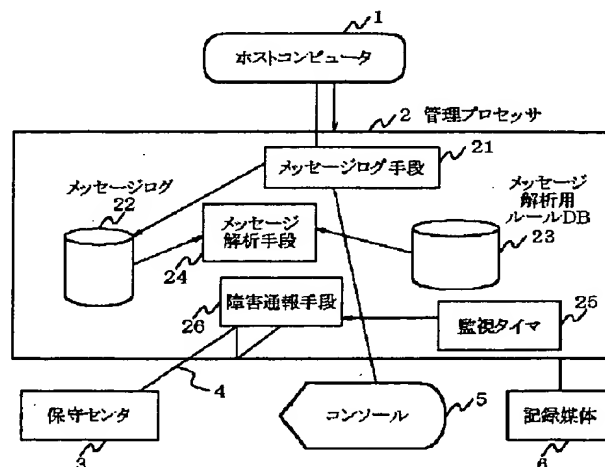 1
ホストコンピュータ
2 管理プロセッサ
21
メッセージログ手段
メッセージログ
22
メッセージ
解析手段
24
メッセージ
解析用
ルールDB
23
障害通報手段
26
25
監視タイマ
4
保守センタ
3
コンソール
5
記録媒体
6